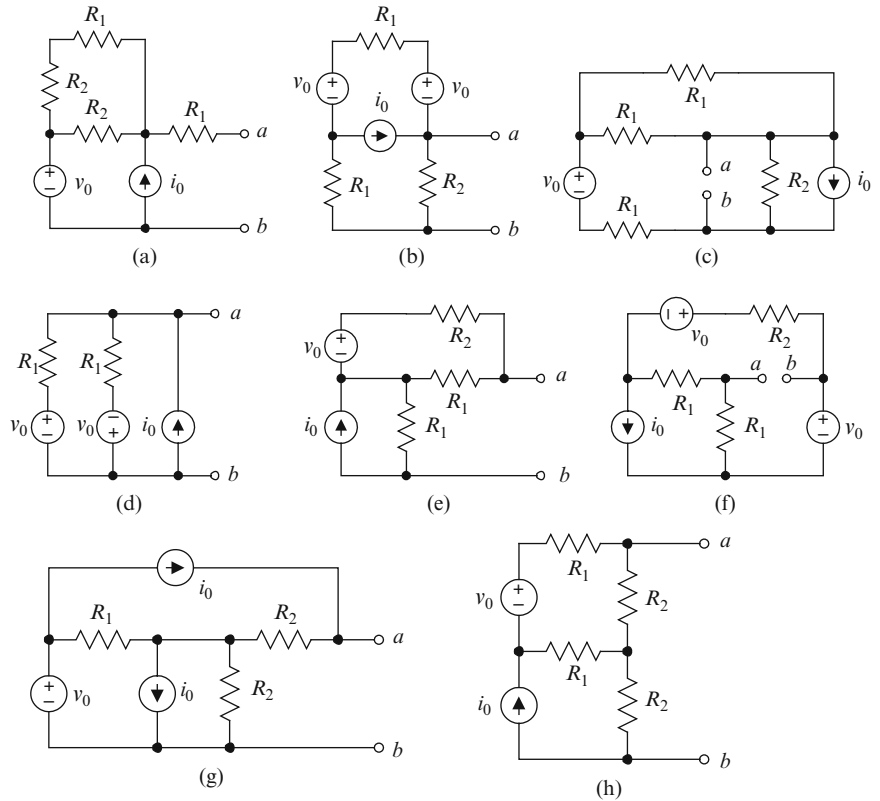 R1
R2
R2 R1 a
v0 i0
b
(a)
R1
v0 v0
i0
a
R1 R2
b
(b)
R1
R1
a
v0 b R2 i0
R1
(c)
a
R1 R1
v0 v0 i0
b
(d)
v0 R2
a
R1
i0 R1
b
(e)
v0 R2
a b
R1
i0 R1 v0
(f)
i0
R1 R2 a
v0 i0 R2
b
(g)
a
R1
v0 R2
R1
i0 R2
b
(h)